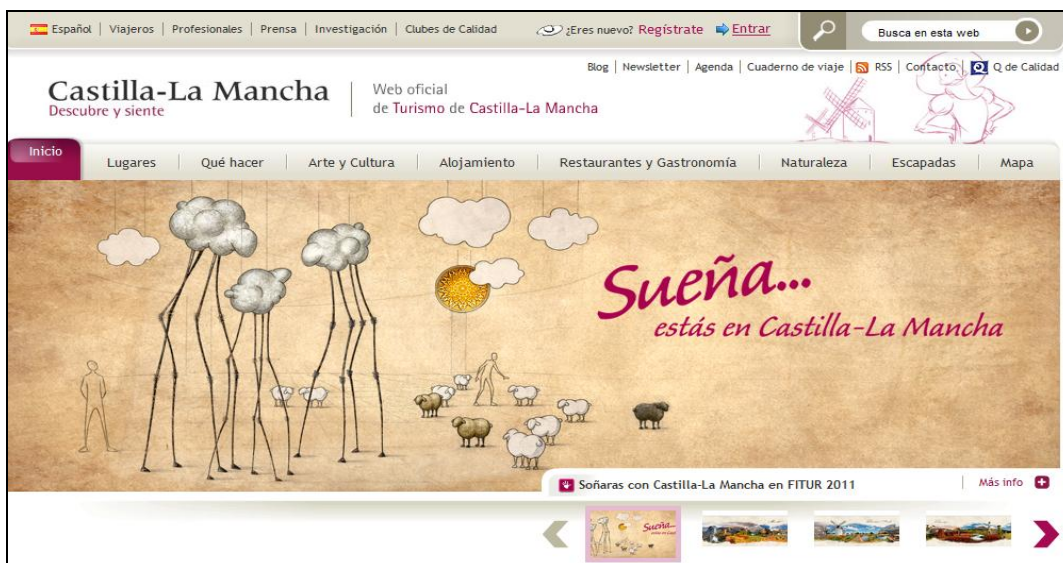 Español | Viajeros | Profesionales | Prensa | Investigación | Clubes de Calidad ¿Eres nuevo? Regístrate Entrar Busca en esta web
Blog | Newsletter | Agenda | Cuaderno de viaje | RSS | Contacto | Q de Calidad
Castilla-La Mancha
Descubre y siente
Web oficial
de Turismo de Castilla-La Mancha
Inicio Lugares Qué hacer Arte y Cultura Alojamiento Restaurantes y Gastronomía Naturaleza Escapadas Mapa
Sueña...
estás en Castilla-La Mancha
Soñaras con Castilla-La Mancha en FITUR 2011 Más info
Sueña...